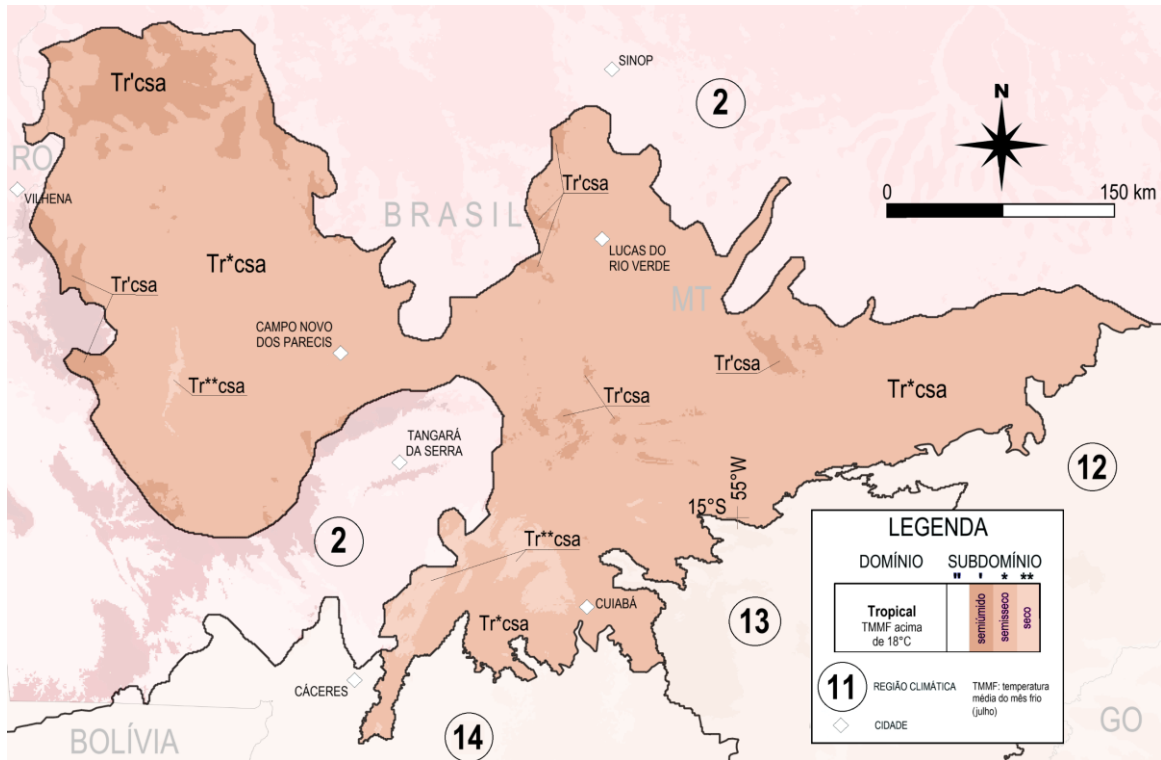 Tr'csa
SINOP
2
N
RO
VILHENA
0
150 km
Tr'csa
BRASIL
LUCAS DO
RIO VERDE
Tr*csa
Tr'csa
MT
CAMPO NOVO
DOS PARECIS
Tr**csa
Tr'csa
Tr'csa
Tr*csa
TANGARÁ
DA SERRA
12
15°S
55°W
2
Tr**csa
CUIABÁ
13
Tr*csa
CÁCERES
14
BOLÍVIA
GO
LEGENDA
DOMÍNIO
SUBDOMÍNIO
" ' * **
Tropical
TMMF acima
de 18°C
semiúmido
semisseco
seco
11
REGIÃO CLIMÁTICA
TMMF: temperatura
média do mês frio
(julho)
CIDADE